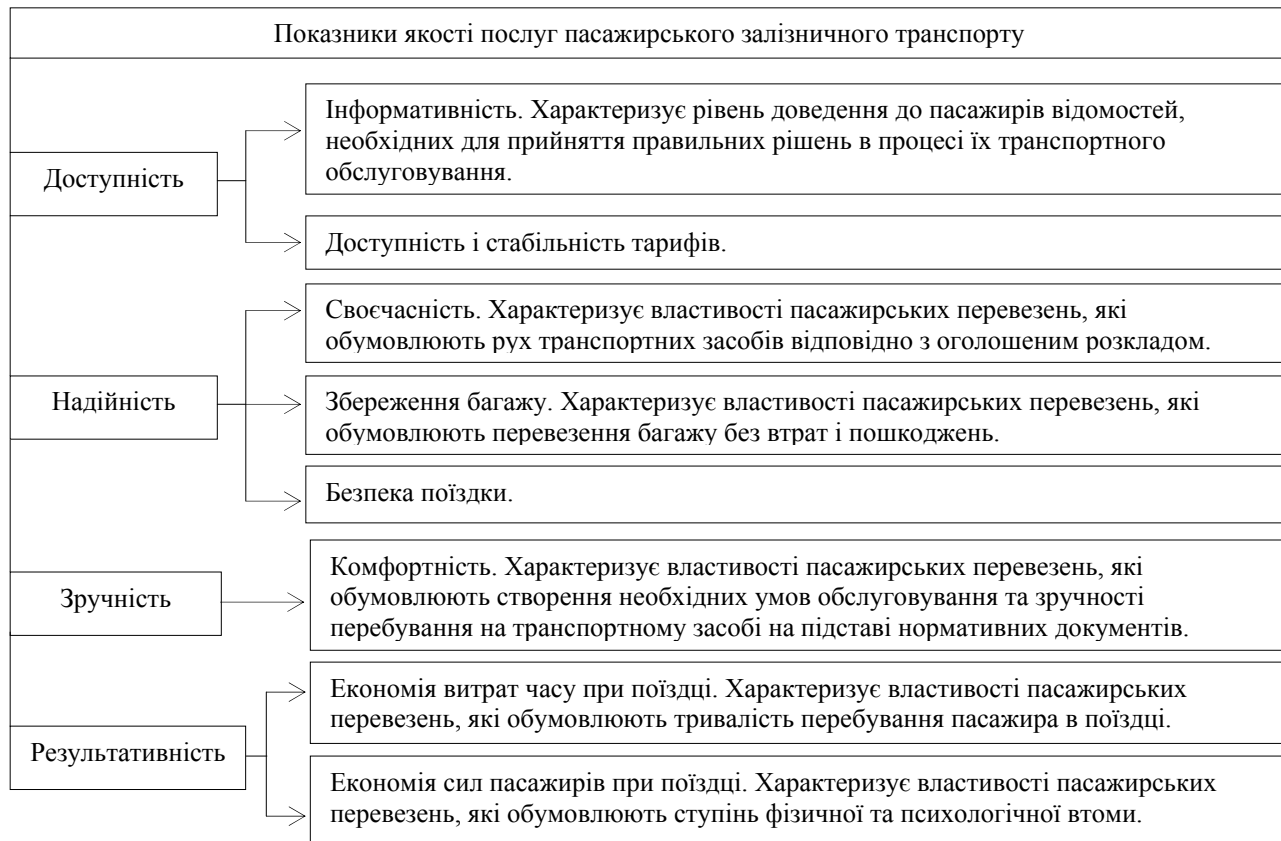 Показники якості послуг пасажирського залізничного транспорту
Доступність
Інформативність. Характеризує рівень доведення до пасажирів відомостей,
необхідних для прийняття правильних рішень в процесі їх транспортного
обслуговування.
Доступність і стабільність тарифів.
Надійність
Своєчасність. Характеризує властивості пасажирських перевезень, які
обумовлюють рух транспортних засобів відповідно з оголошеним розкладом.
Збереження багажу. Характеризує властивості пасажирських перевезень, які
обумовлюють перевезення багажу без втрат і пошкоджень.
Безпека поїздки.
Зручність
Комфортність. Характеризує властивості пасажирських перевезень, які
обумовлюють створення необхідних умов обслуговування та зручності
перебування на транспортному засобі на підставі нормативних документів.
Результативність
Економія витрат часу при поїздці. Характеризує властивості пасажирських
перевезень, які обумовлюють тривалість перебування пасажира в поїздці.
Економія сил пасажирів при поїздці. Характеризує властивості пасажирських
перевезень, які обумовлюють ступінь фізичної та психологічної втоми.